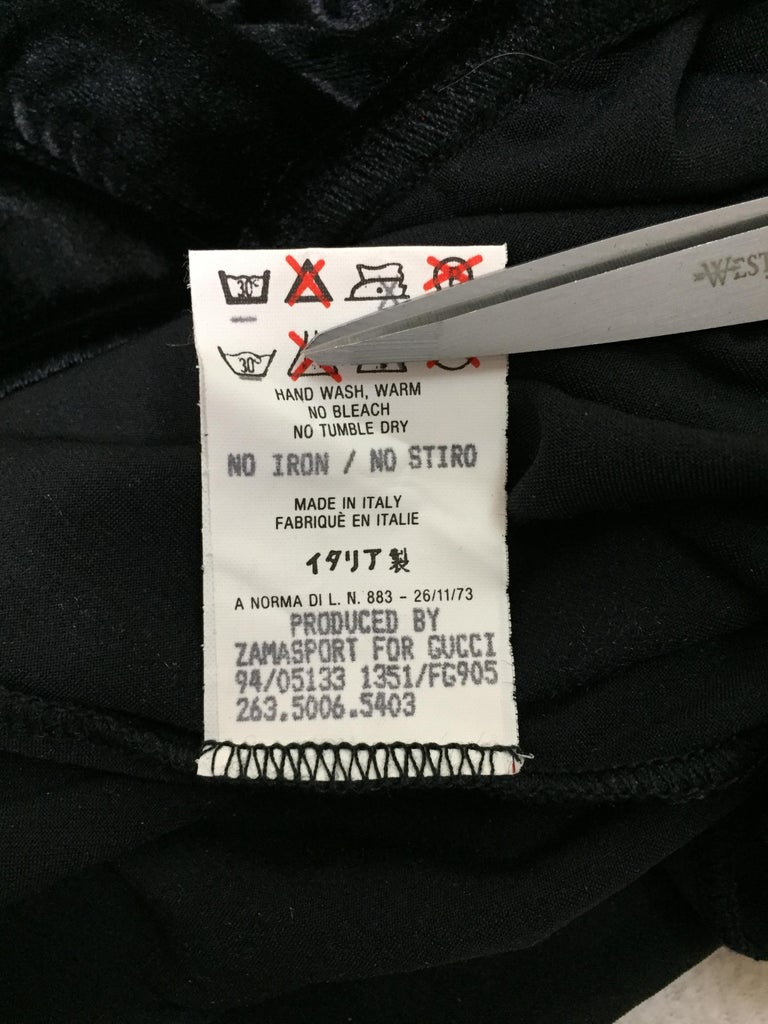 30°
WEST
30°
HAND WASH, WARM
NO BLEACH
NO TUMBLE DRY
NO IRON / NO STIRO
MADE IN ITALY
FABRIQUÈ EN ITALIE
イタリア製
A NORMA DI L. N. 883 - 26/11/73
PRODUCED BY
ZAMASPORT FOR GUCCI
94/05133 1351/FG905
263.5006.5403